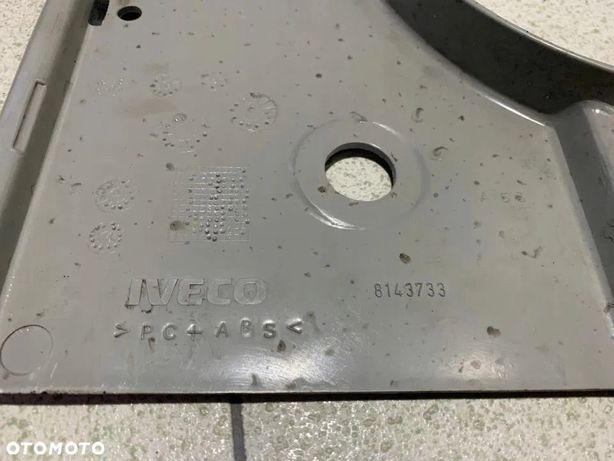 IVECO
8143733
>PC+ABS<
OTOMOTO